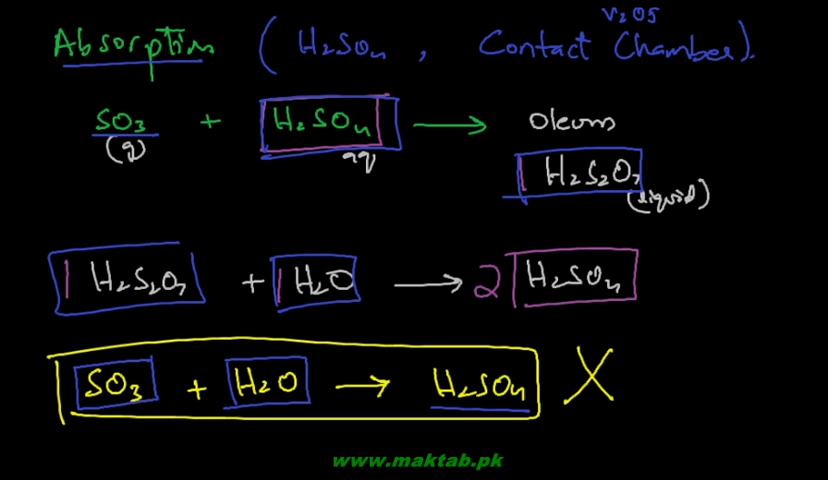 V2O5
Absorption (H2SO4, Contact Chamber).
SO3 + H2SO4 → Oleum
(g) aq H2S2O7
(liquid)
H2S2O7 + H2O → 2 H2SO4
SO3 + H2O → H2SO4 X
www.maktab.pk